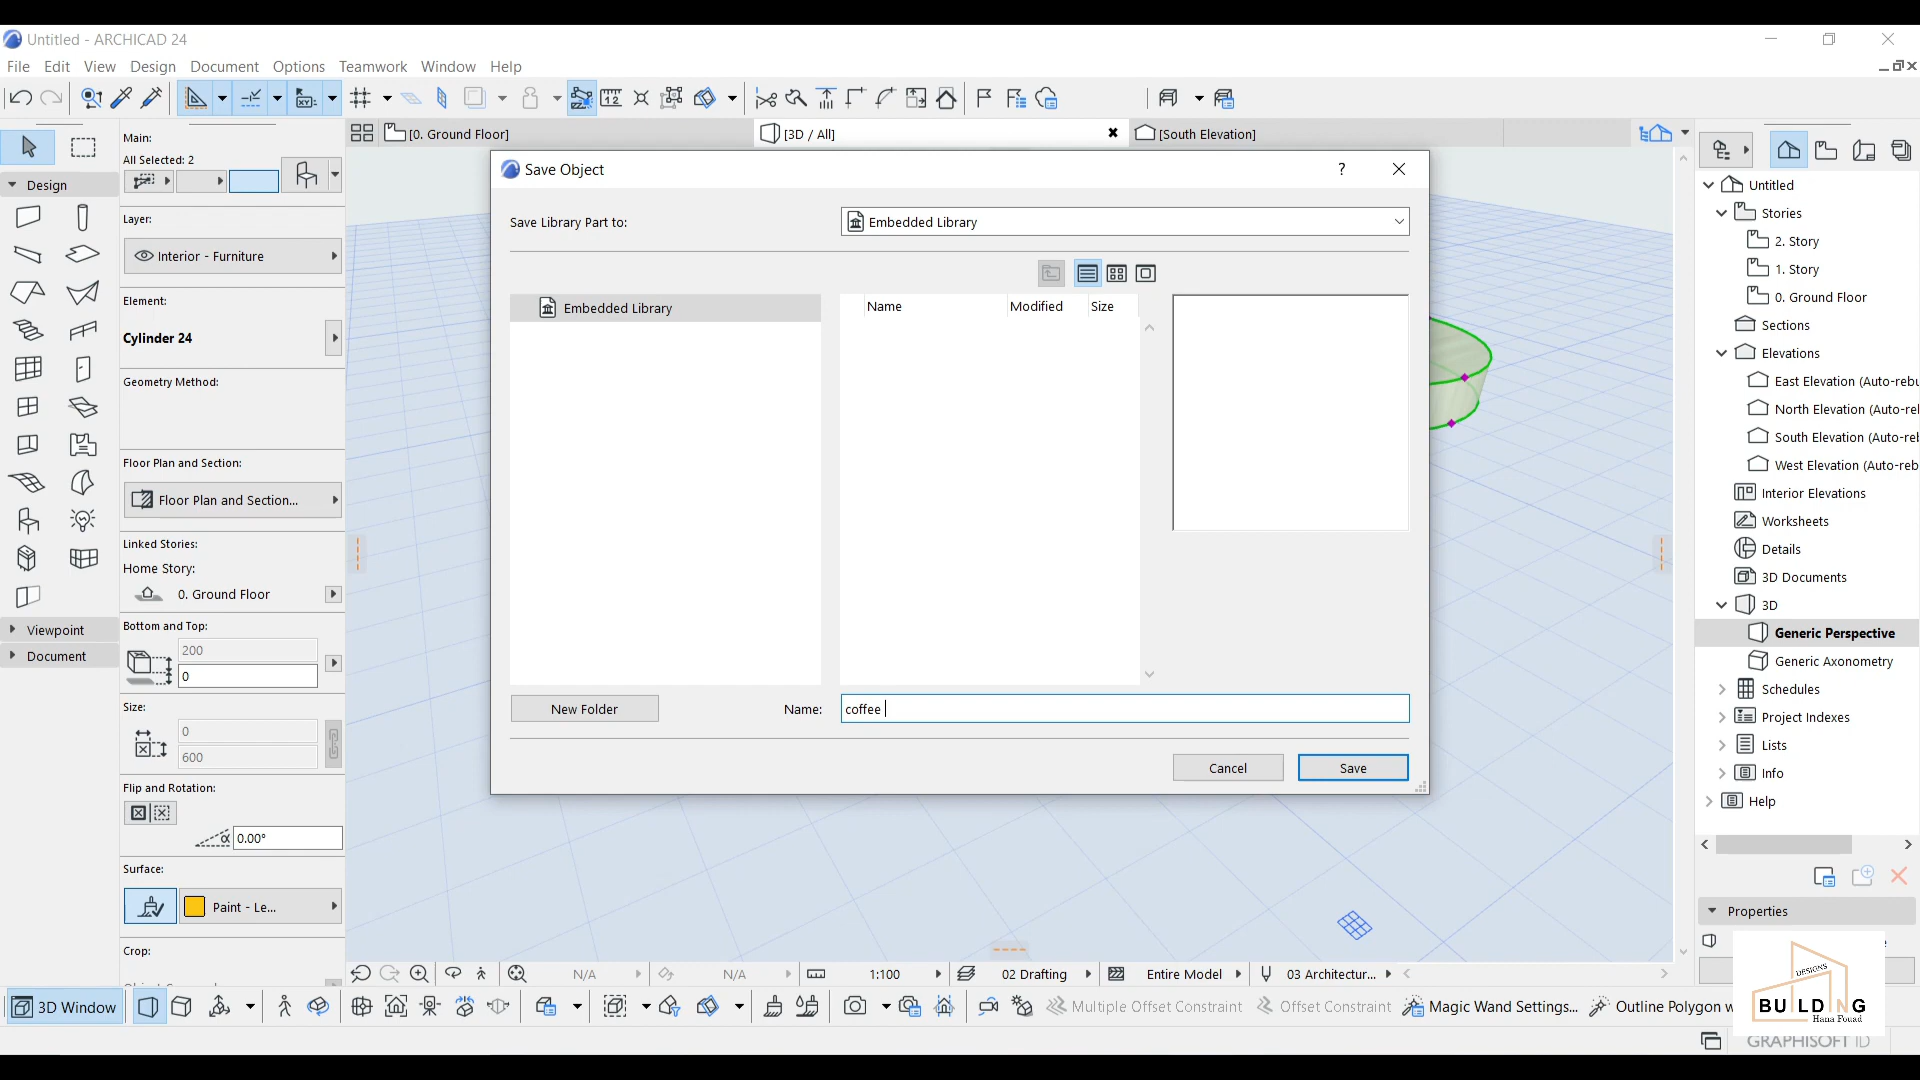 Untitled - ARCHICAD 24
File Edit View Design Document Options Teamwork Window Help
[0. Ground Floor]
[3D / All]
[South Elevation]
Main:
All Selected: 2
Design
Layer:
Interior - Furniture
Element:
Cylinder 24
Geometry Method:
Floor Plan and Section:
Floor Plan and Section...
Linked Stories:
Home Story:
0. Ground Floor
Viewpoint
Document
Bottom and Top:
200
0
Size:
0
600
Flip and Rotation:
α 0.00°
Surface:
Paint - Le...
Crop:
Save Object
?
Save Library Part to:
Embedded Library
Embedded Library
Name Modified Size
New Folder
Name:
coffee
Cancel
Save
Untitled
Stories
2. Story
1. Story
0. Ground Floor
Sections
Elevations
East Elevation (Auto-rebu
North Elevation (Auto-rel
South Elevation (Auto-rel
West Elevation (Auto-reb
Interior Elevations
Worksheets
Details
3D Documents
3D
Generic Perspective
Generic Axonometry
Schedules
Project Indexes
Lists
Info
Help
Properties
N/A
N/A
1:100
02 Drafting
Entire Model
03 Architectur...
3D Window
Multiple Offset Constraint
Offset Constraint
Magic Wand Settings...
Outline Polygon w
DESIGNS
BUILDING
Hana Fouad
GRAPHISOFT ID